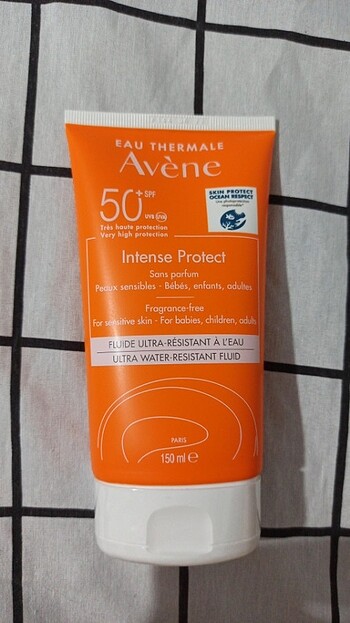 EAU THERMALE
Avène
50+ SPF
UVB UVA
Très haute protection
Very high protection
SKIN PROTECT
OCEAN RESPECT
Intense Protect
Sans parfum
Peaux sensibles - Bébés, enfants, adultes
Fragrance-free
For sensitive skin - For babies, children, adults
FLUIDE ULTRA-RÉSISTANT À L'EAU
ULTRA WATER-RESISTANT FLUID
PARIS
150 ml e